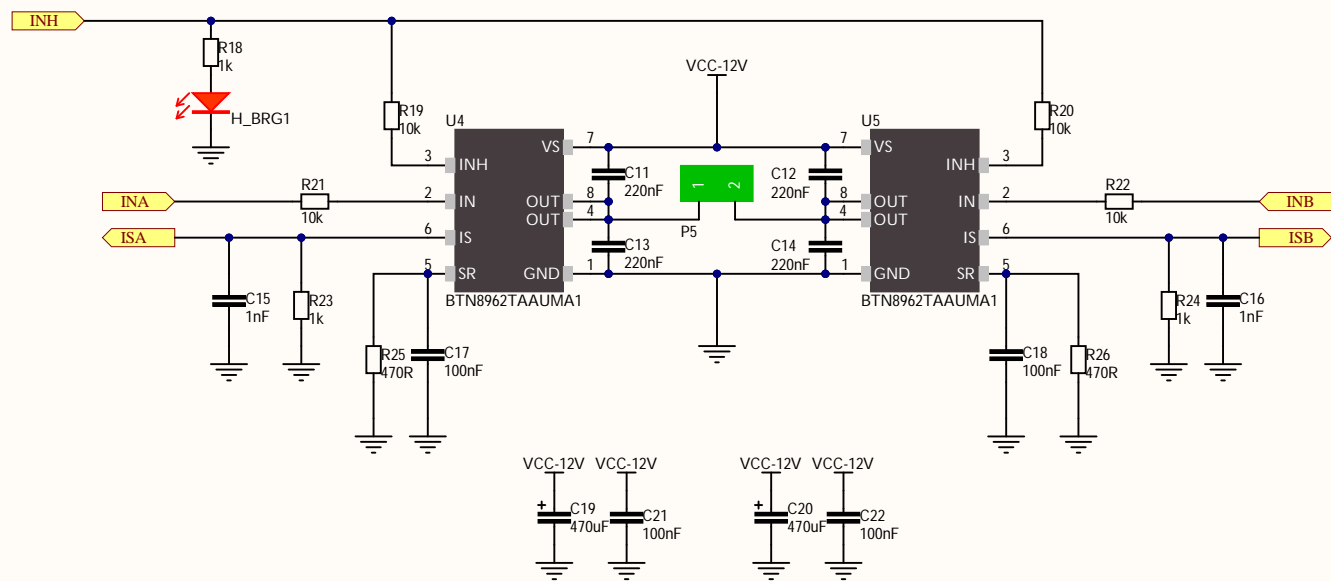 INH
R18
1k
H_BRG1
R19
10k
VCC-12V
R20
10k
U4
7
VS
3
INH
2
IN
8
OUT
4
OUT
6
IS
5
SR
GND
1
BTN8962TAAUMA1
C11
220nF
1
2
P5
C12
220nF
C13
220nF
C14
220nF
U5
7
VS
INH
3
8
OUT
IN
2
4
OUT
IS
6
SR
5
1
GND
BTN8962TAAUMA1
INA
R21
10k
ISA
R22
10k
INB
ISB
C15
1nF
R23
1k
R25
470R
C17
100nF
C18
100nF
R26
470R
R24
1k
C16
1nF
VCC-12V
VCC-12V
VCC-12V
VCC-12V
+
C19
470uF
C21
100nF
+
C20
470uF
C22
100nF